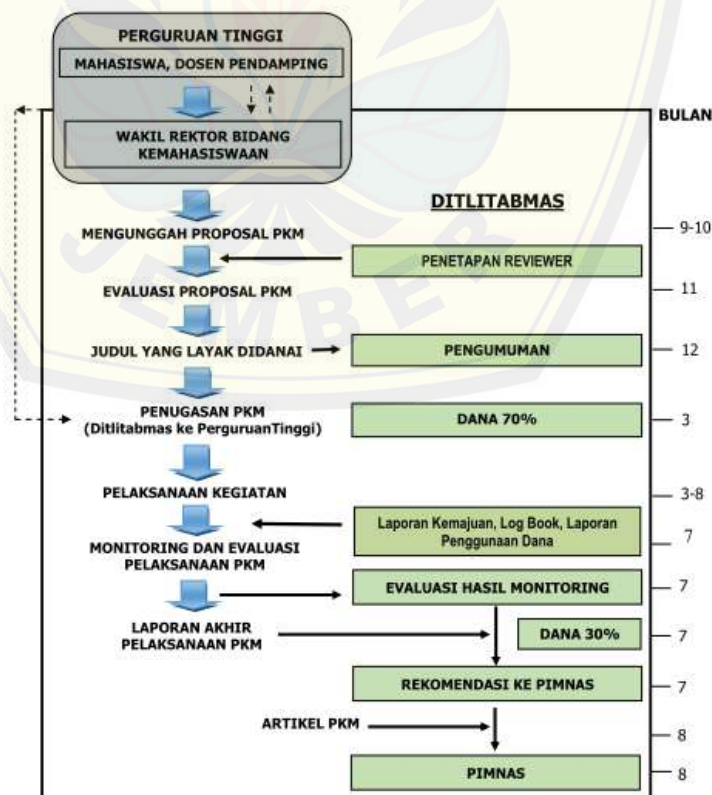 PERGURUAN TINGGI
MAHASISWA, DOSEN PENDAMPING
WAKIL REKTOR BIDANG
KEMAHASISWAAN
BULAN
DITLITABMAS
MENGUNGGAH PROPOSAL PKM
9-10
PENETAPAN REVIEWER
EVALUASI PROPOSAL PKM
11
JUDUL YANG LAYAK DIDANAI
PENGUMUMAN
12
PENUGASAN PKM
(Ditlitabmas ke PerguruanTinggi)
DANA 70%
3
PELAKSANAAN KEGIATAN
3-8
Laporan Kemajuan, Log Book, Laporan
Penggunaan Dana
7
MONITORING DAN EVALUASI
PELAKSANAAN PKM
EVALUASI HASIL MONITORING
7
LAPORAN AKHIR
PELAKSANAAN PKM
DANA 30%
7
REKOMENDASI KE PIMNAS
7
ARTIKEL PKM
8
PIMNAS
8
JEMBER